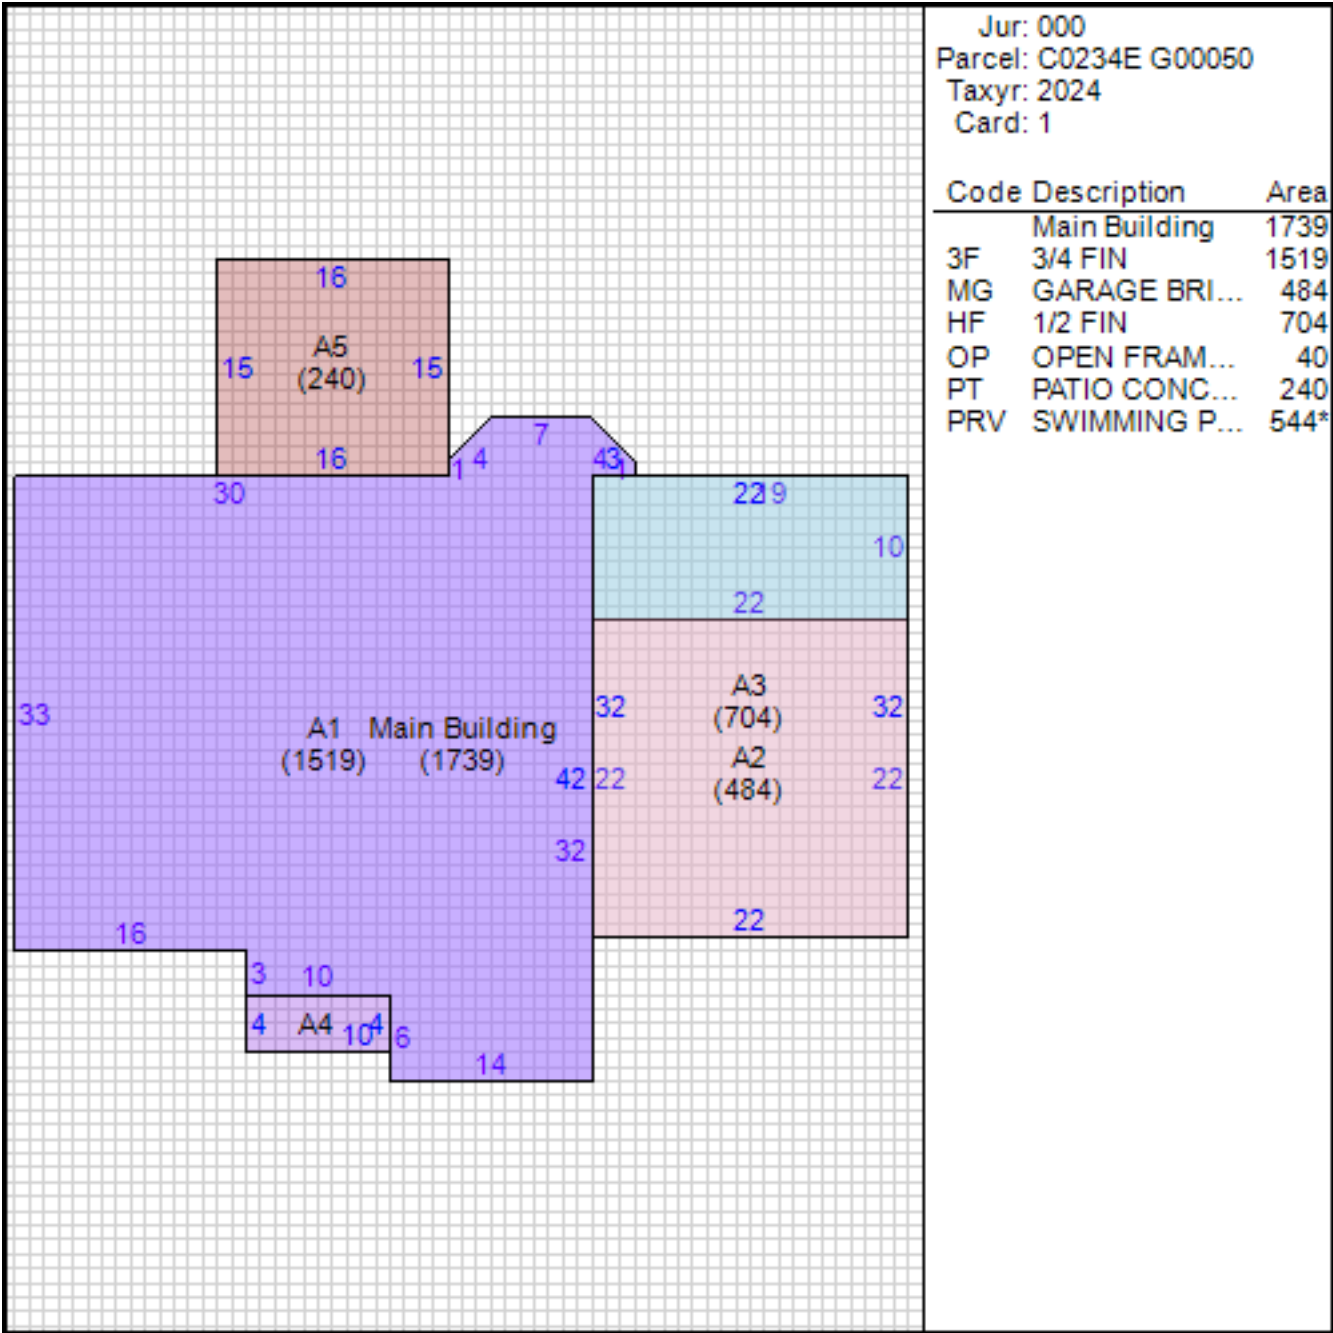 Jur: 000
Parcel: C0234E G00050
Taxyr: 2024
Card: 1
Code Description Area
Main Building 1739
3F 3/4 FIN 1519
MG GARAGE BRI... 484
HF 1/2 FIN 704
OP OPEN FRAM... 40
PT PATIO CONC... 240
PRV SWIMMING P... 544*
16
A5
15 (240) 15
16
7
1 4 43 1
30
22 19
10
22
33
A1 Main Building
(1519) (1739)
A3
32 (704) 32
A2
42 22 (484) 22
32
22
16
3 10
4 A4 10 4 6
14